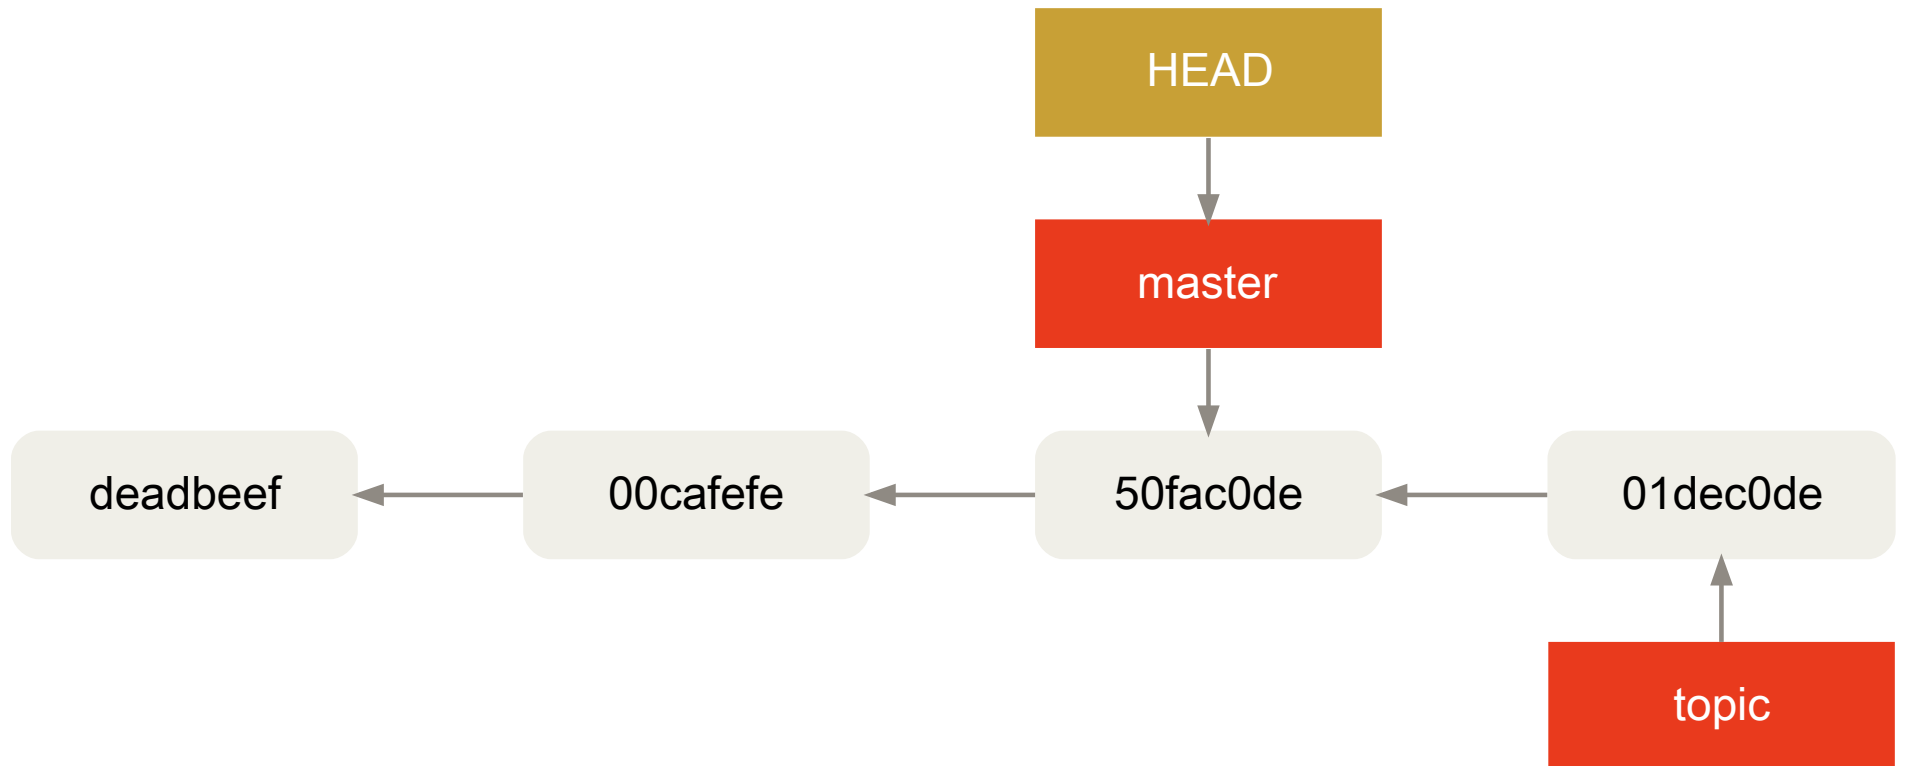 HEAD
master
deadbeef
00cafefe
50fac0de
01dec0de
topic